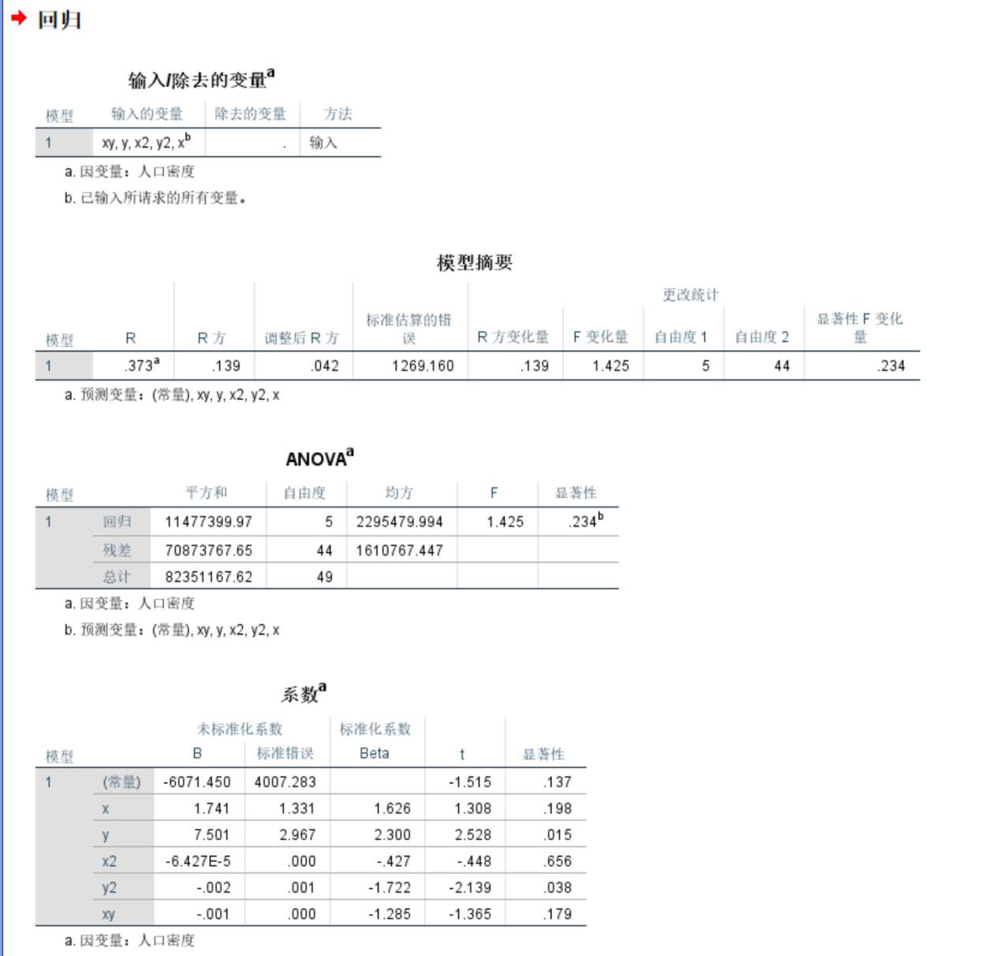 回归
输入/除去的变量a
模型 输入的变量 除去的变量 方法
1 xy, y, x2, y2, xb . 输入
a. 因变量：人口密度
b. 已输入所请求的所有变量。
模型摘要
更改统计
模型 R R 方 调整后 R 方 标准估算的错误 R 方变化量 F 变化量 自由度 1 自由度 2 显著性 F 变化量
1 .373a .139 .042 1269.160 .139 1.425 5 44 .234
a. 预测变量：(常量), xy, y, x2, y2, x
ANOVAa
模型 平方和 自由度 均方 F 显著性
1 回归 11477399.97 5 2295479.994 1.425 .234b
残差 70873767.65 44 1610767.447
总计 82351167.62 49
a. 因变量：人口密度
b. 预测变量：(常量), xy, y, x2, y2, x
系数a
未标准化系数 标准化系数
模型 B 标准错误 Beta t 显著性
1 (常量) -6071.450 4007.283 -1.515 .137
x 1.741 1.331 1.626 1.308 .198
y 7.501 2.967 2.300 2.528 .015
x2 -6.427E-5 .000 -.427 -.448 .656
y2 -.002 .001 -1.722 -2.139 .038
xy -.001 .000 -1.285 -1.365 .179
a. 因变量：人口密度